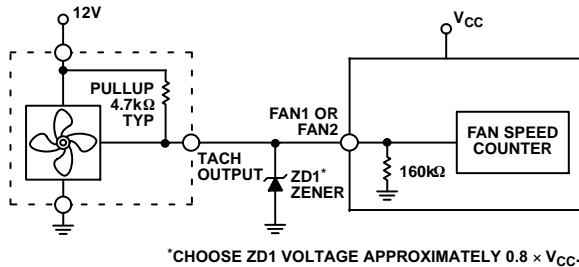 12V
VCC
PULLUP
4.7kΩ
TYP
FAN1 OR
FAN2
FAN SPEED
COUNTER
TACH
OUTPUT
ZD1*
ZENER
160kΩ
*CHOOSE ZD1 VOLTAGE APPROXIMATELY 0.8 × VCC.